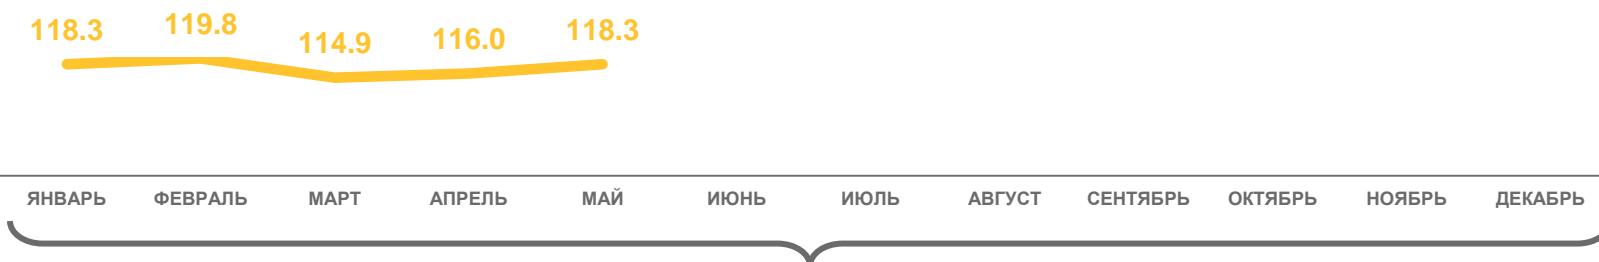 118.3 119.8 114.9 116.0 118.3
ЯНВАРЬ ФЕВРАЛЬ МАРТ АПРЕЛЬ МАЙ ИЮНЬ ИЮЛЬ АВГУСТ СЕНТЯБРЬ ОКТЯБРЬ НОЯБРЬ ДЕКАБРЬ